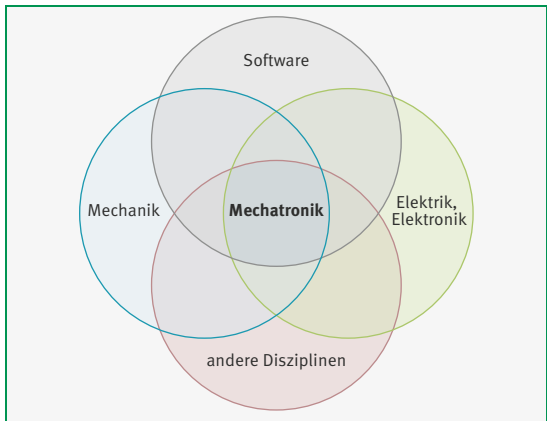 Software
Mechanik
Mechatronik
Elektrik,
Elektronik
andere Disziplinen